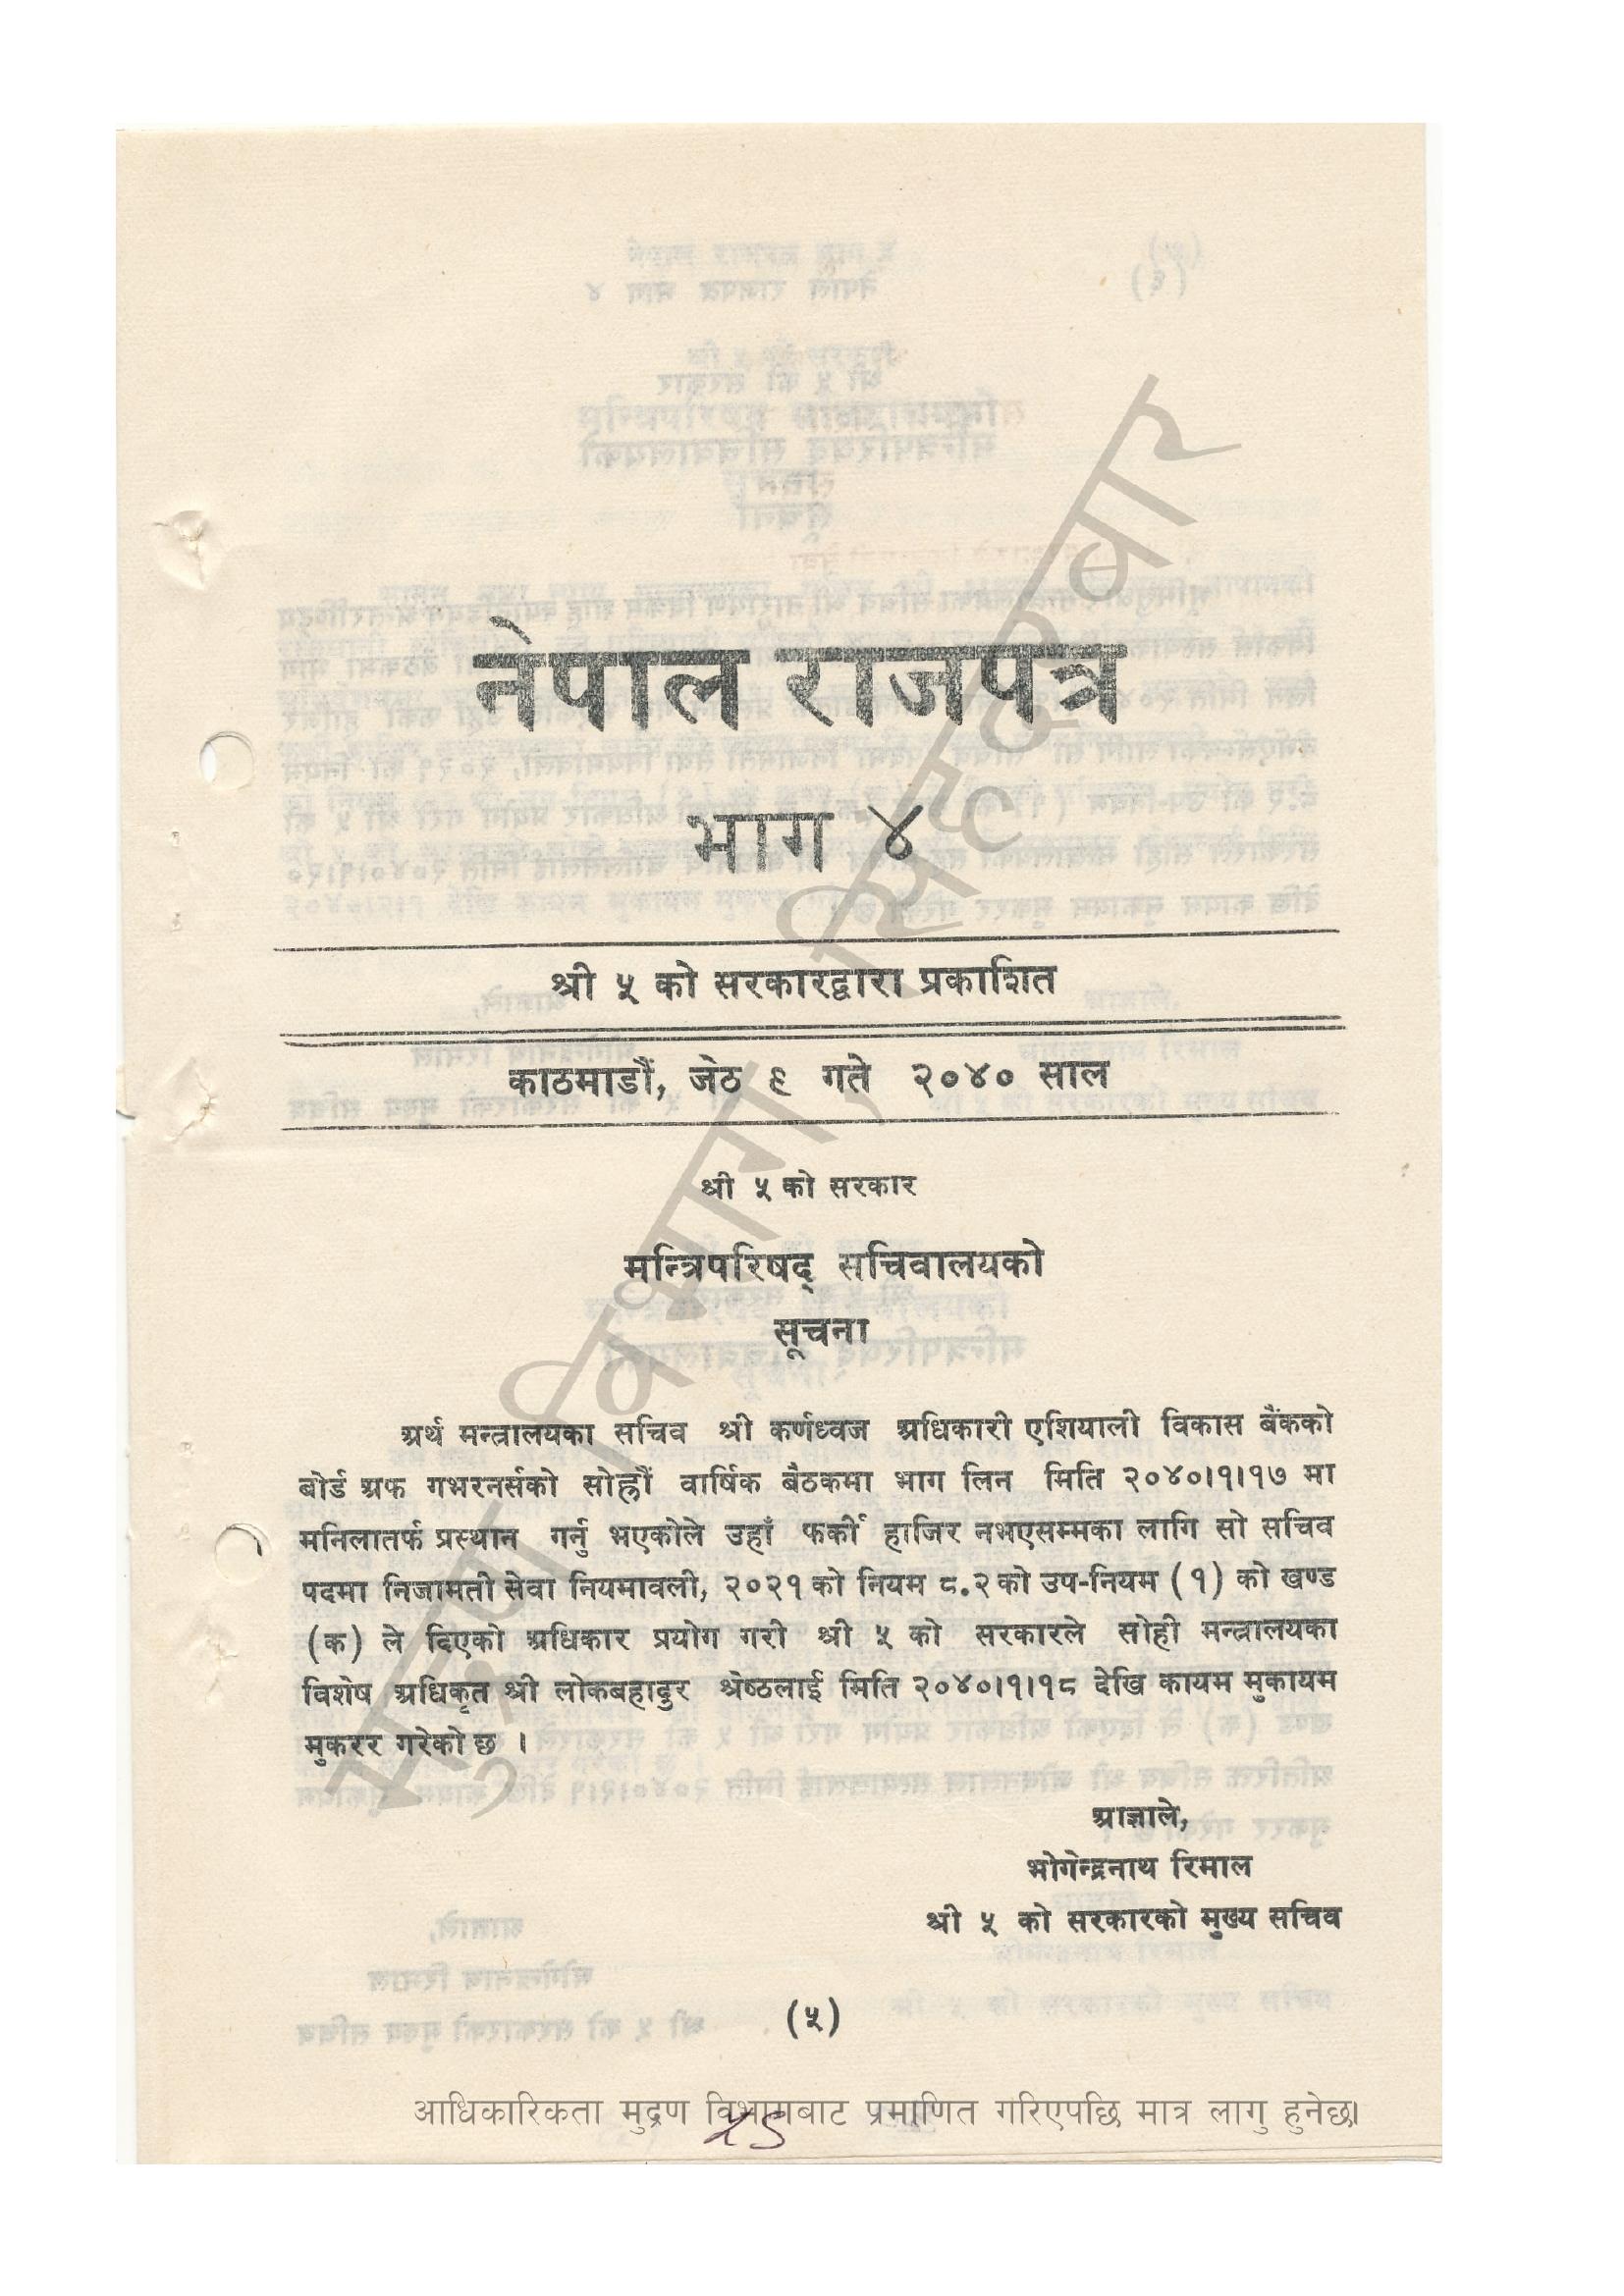 नेपाल राजपत्र
भाग ४
श्री ५ को सरकारद्वारा प्रकाशित
काठमाडौं, जेठ ९ गते २०४० साल
श्री ५ को सरकार
मन्त्रिपरिषद् सचिवालयको
सूचना
अर्थ मन्त्रालयका सचिव श्री कर्णध्वज अधिकारी एशियाली विकास बैंकको
बोर्ड अफ गभरनर्सको सोह्रौं वार्षिक बैठकमा भाग लिन मिति २०४०।१।१७ मा
मनिलातर्फ प्रस्थान गर्नु भएकोले उहाँ फर्की हाजिर नभएसम्मका लागि सो सचिव
पदमा निजामती सेवा नियमावली, २०२१ को नियम ८.२ को उप-नियम (१) को खण्ड
(क) ले दिएको अधिकार प्रयोग गरी श्री ५ को सरकारले सोही मन्त्रालयका
विशेष अधिकृत श्री लोकबहादुर श्रेष्ठलाई मिति २०४०।१।१८ देखि कायम मुकायम
मुकरर गरेको छ ।
आज्ञाले,
भोगेन्द्रनाथ रिमाल
श्री ५ को सरकारको मुख्य सचिव
(५)
मुद्रण विभाग, सिंहदरबार
आधिकारिकता मुद्रण विभागबाट प्रमाणित गरिएपछि मात्र लागु हुनेछ।